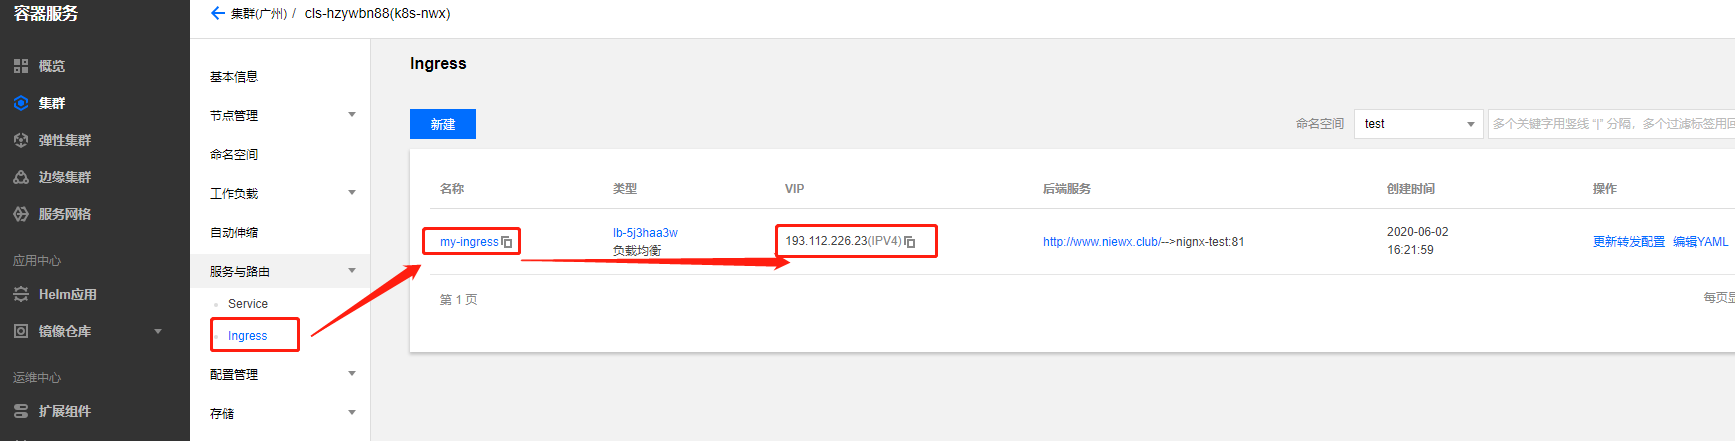 容器服务
集群(广州) / cls-hzywbn88(k8s-nwx)
概览
集群
弹性集群
边缘集群
服务网格
应用中心
Helm应用
镜像仓库
运维中心
扩展组件
基本信息
节点管理
命名空间
工作负载
自动伸缩
服务与路由
Service
Ingress
配置管理
存储
Ingress
新建
命名空间 test 多个关键字用竖线 “|” 分隔，多个过滤标签用回
名称 类型 VIP 后端服务 创建时间 操作
my-ingress lb-5j3haa3w 193.112.226.23(IPV4) http://www.niewx.club/-->nignx-test:81 2020-06-02 更新转发配置 编辑YAML
负载均衡 16:21:59
第 1 页 每页显